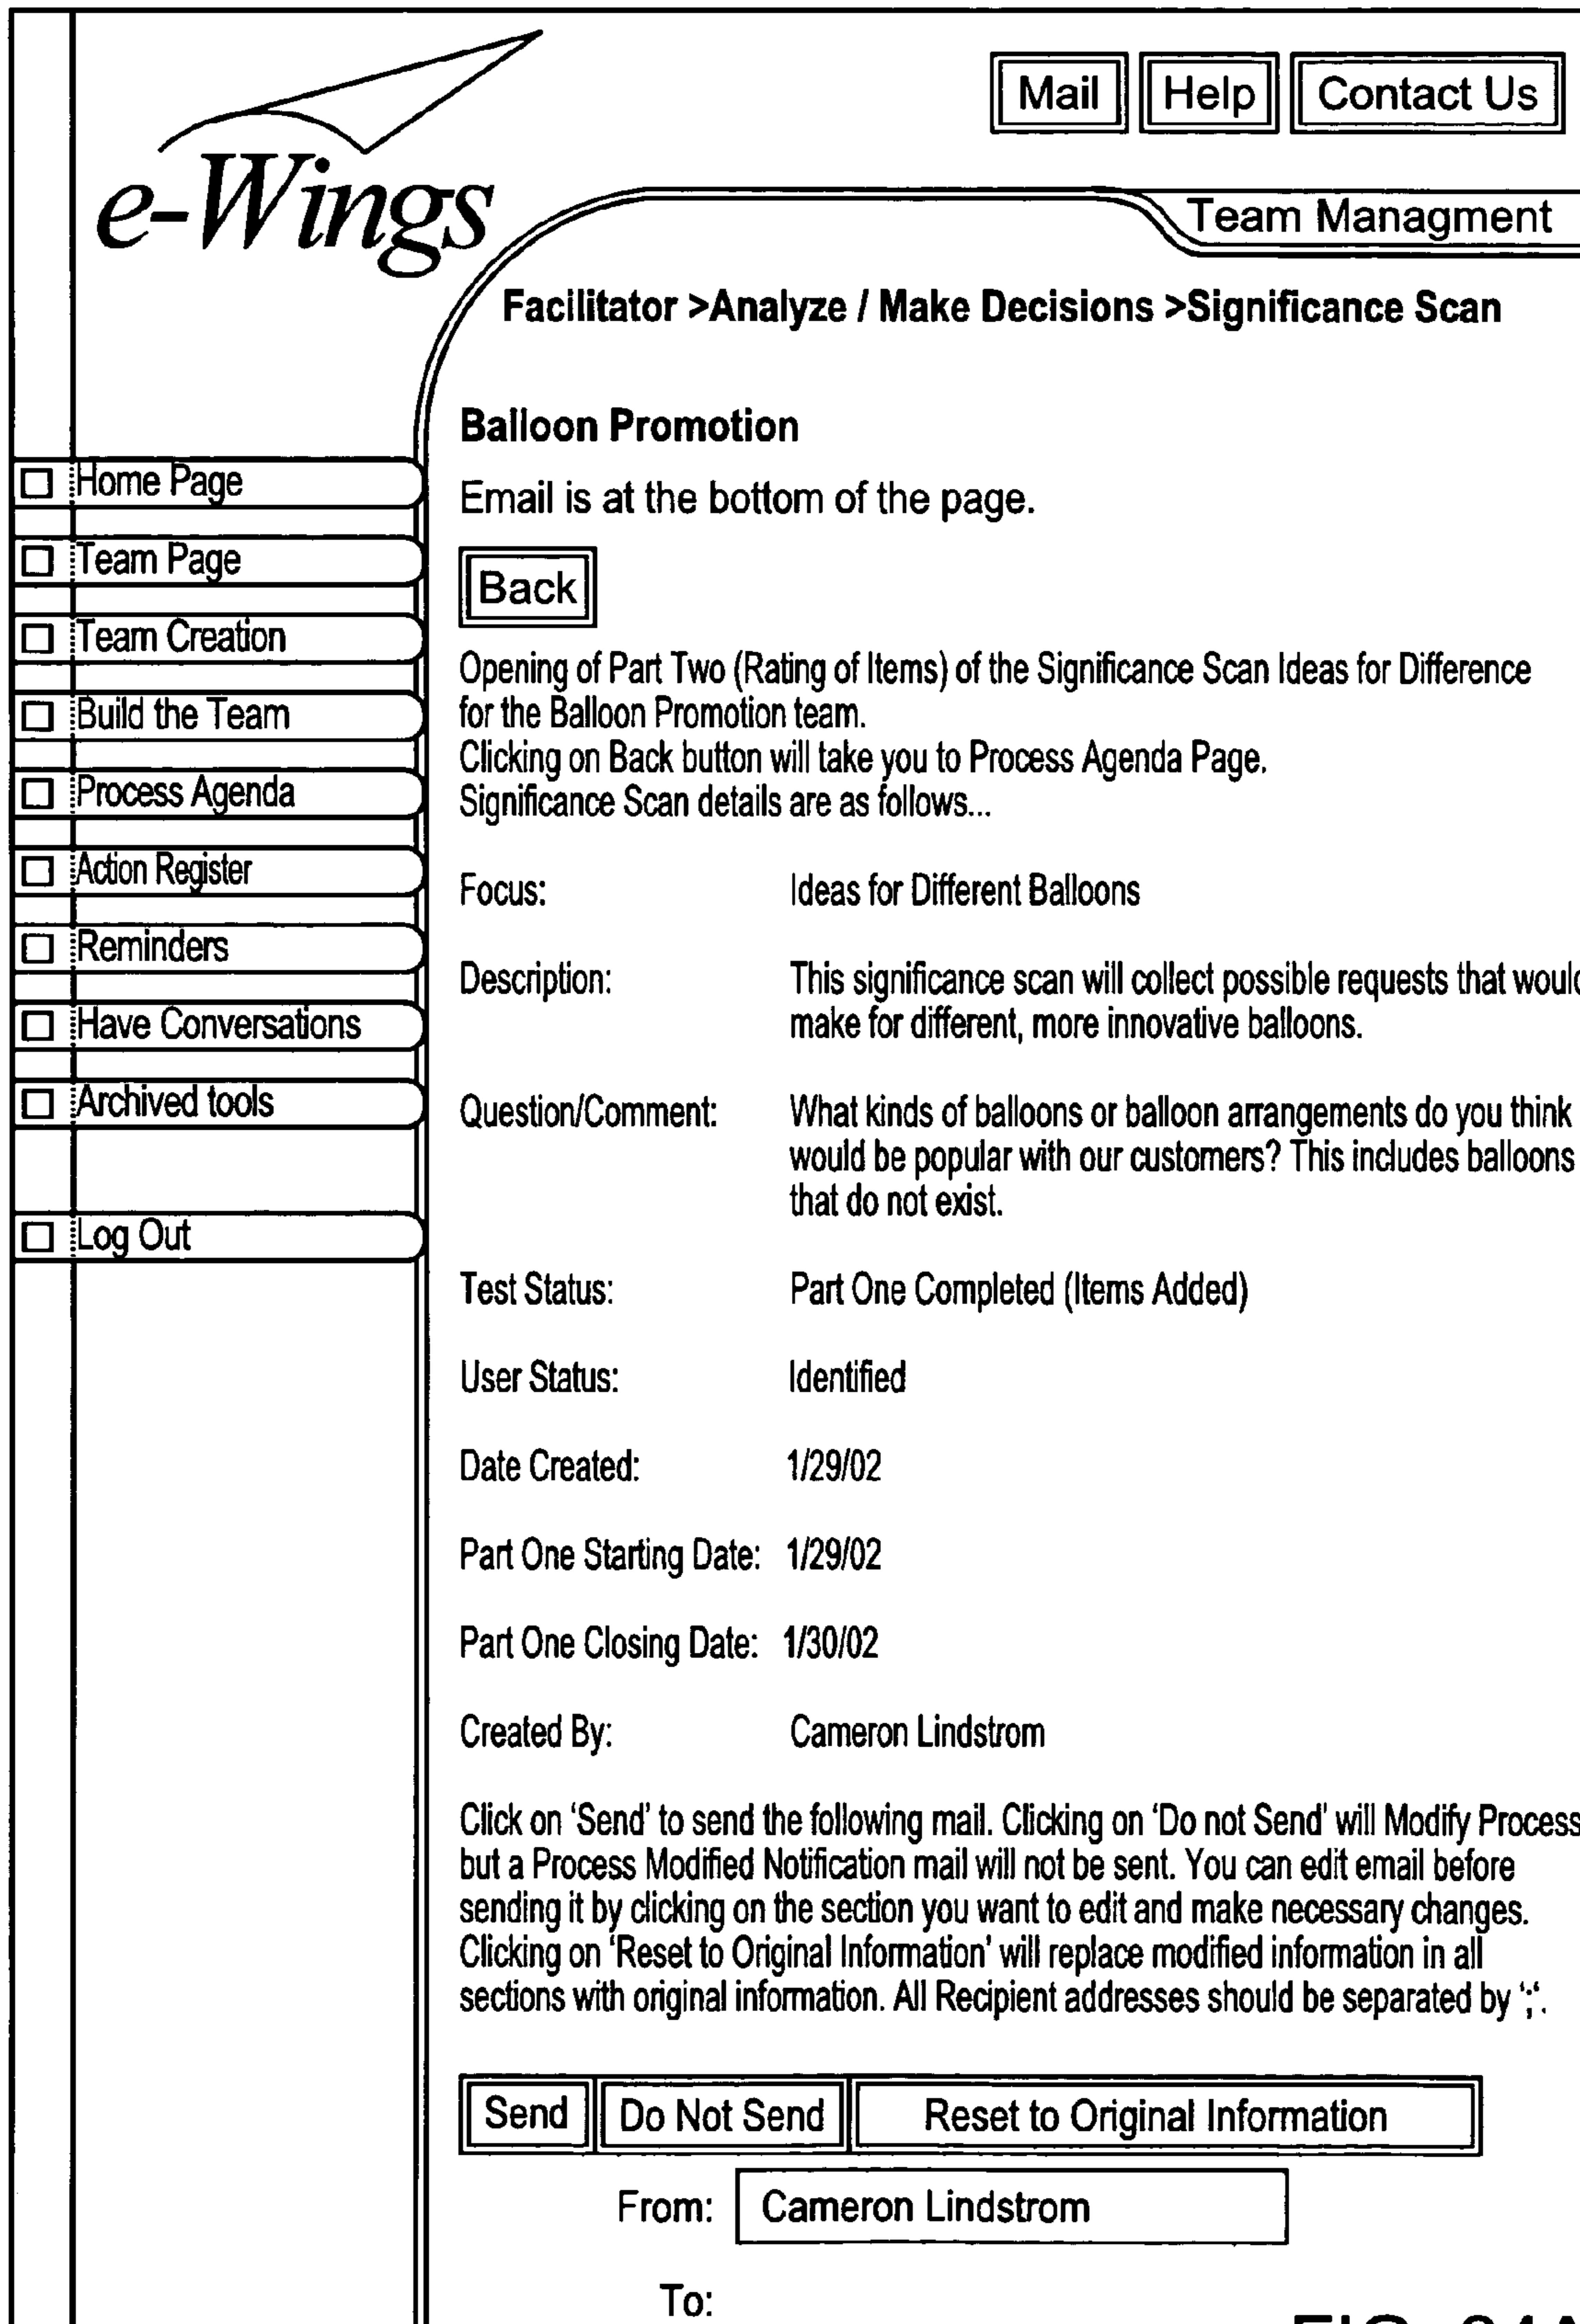 Mail Help Contact Us
e-Wings
Team Managment
Facilitator >Analyze / Make Decisions >Significance Scan
Balloon Promotion
Email is at the bottom of the page.
Back
Home Page
Team Page
Team Creation
Build the Team
Process Agenda
Action Register
Reminders
Have Conversations
Archived tools
Log Out
Opening of Part Two (Rating of Items) of the Significance Scan Ideas for Difference
for the Balloon Promotion team.
Clicking on Back button will take you to Process Agenda Page.
Significance Scan details are as follows...
Focus: Ideas for Different Balloons
Description: This significance scan will collect possible requests that would
make for different, more innovative balloons.
Question/Comment: What kinds of balloons or balloon arrangements do you think
would be popular with our customers? This includes balloons
that do not exist.
Test Status: Part One Completed (Items Added)
User Status: Identified
Date Created: 1/29/02
Part One Starting Date: 1/29/02
Part One Closing Date: 1/30/02
Created By: Cameron Lindstrom
Click on 'Send' to send the following mail. Clicking on 'Do not Send' will Modify Process
but a Process Modified Notification mail will not be sent. You can edit email before
sending it by clicking on the section you want to edit and make necessary changes.
Clicking on 'Reset to Original Information' will replace modified information in all
sections with original information. All Recipient addresses should be separated by ';'.
Send Do Not Send Reset to Original Information
From: Cameron Lindstrom
To: